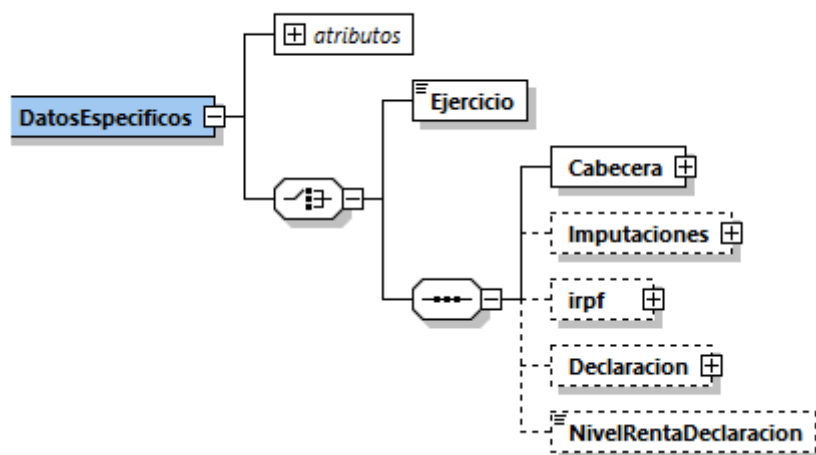 atributos
DatosEspecificos
Ejercicio
Cabecera
Imputaciones
irpf
Declaracion
NivelRentaDeclaracion